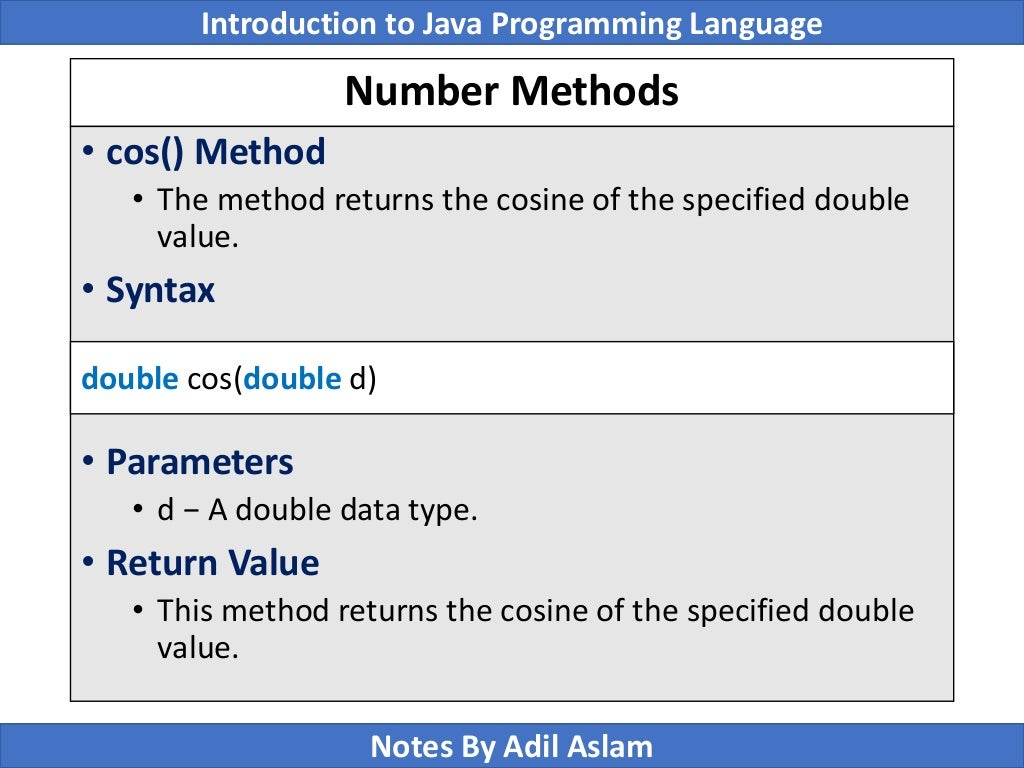 Introduction to Java Programming Language
Number Methods
• cos() Method
• The method returns the cosine of the specified double
value.
• Syntax
double cos(double d)
• Parameters
• d − A double data type.
• Return Value
• This method returns the cosine of the specified double
value.
Notes By Adil Aslam